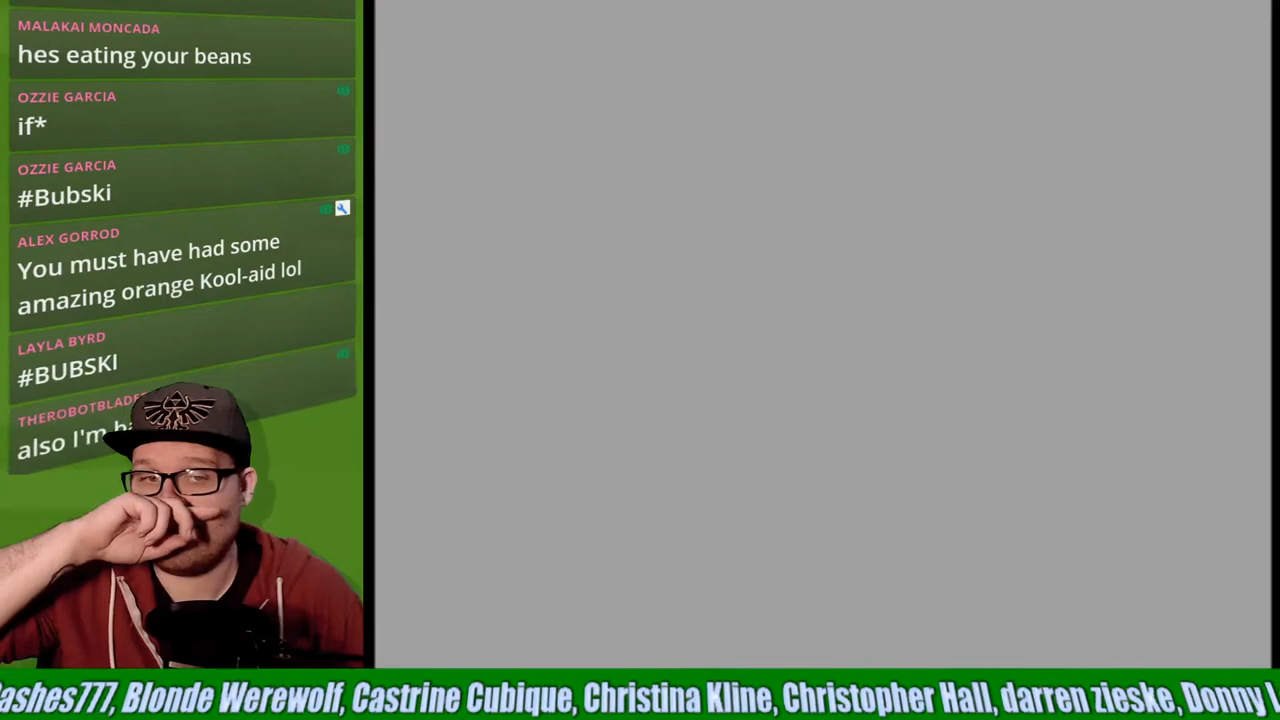 MALAKAI MONCADA
hes eating your beans
OZZIE GARCIA
if*
OZZIE GARCIA
#Bubski
ALEX GORROD
You must have had some
amazing orange Kool-aid lol
LAYLA BYRD
#BUBSKI
also I'm
Blonde Werewolf, Castrine Cubique, Christina Kline, Christopher Hall, darren zieske, Donny